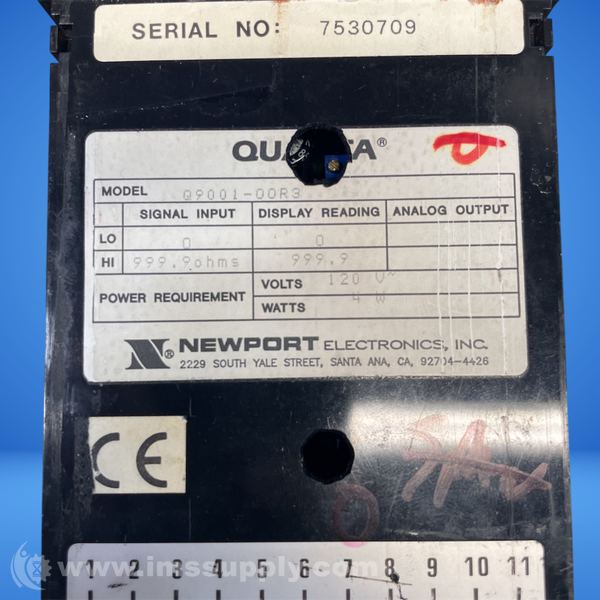 SERIAL NO: 7530709
QUA TA®
MODEL Q9001-00R3
SIGNAL INPUT DISPLAY READING ANALOG OUTPUT
LO 0 0
HI 999.9ohms 999.9
POWER REQUIREMENT VOLTS 120 V~
WATTS 4 W
N® NEWPORT ELECTRONICS, INC.
2229 SOUTH YALE STREET, SANTA ANA, CA, 92704-4426
CE
1 2 3 4 5 6 7 8 9 10 11
www.imssupply.com